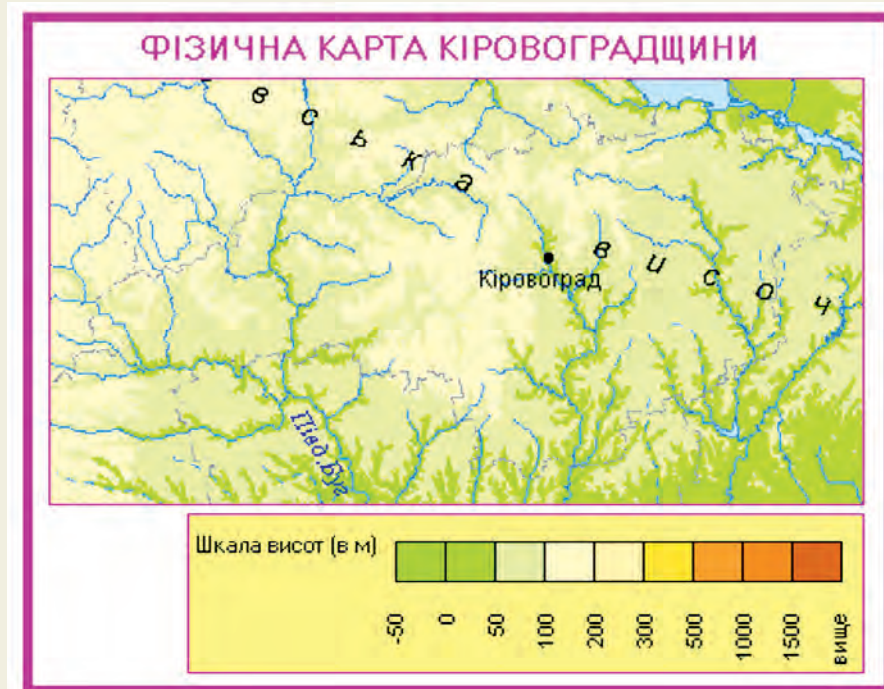 ФІЗИЧНА КАРТА КІРОВОГРАДЩИНИ
в с ь к а
в и с о ч
Кіровоград
Півд. Буг
Шкала висот (в м)
-50 0 50 100 200 300 500 1000 1500 вище